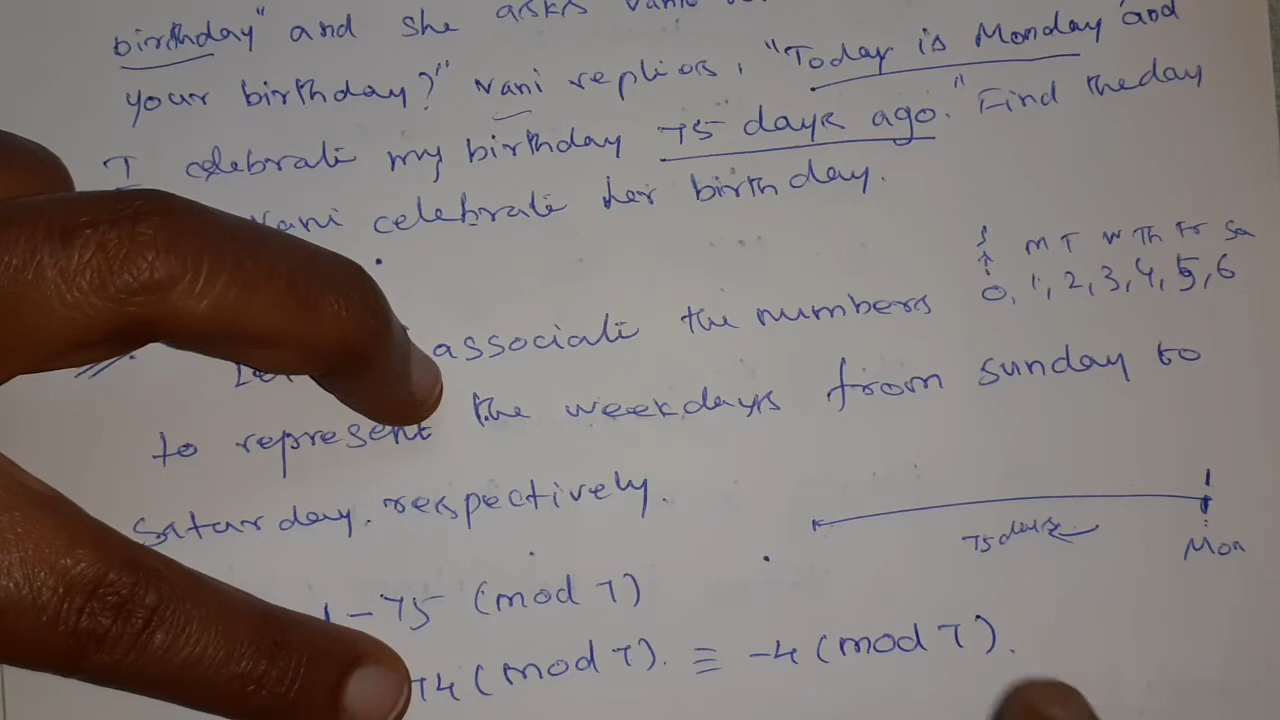 birthday" and she asks
your birthday?" Vani replies, "Today is Monday and
I celebrate my birthday 75 days ago." Find the day
Vani celebrate her birthday.
S M T W Th Fr Sa
associate the numbers 0, 1, 2, 3, 4, 5, 6
to represent the weekdays from sunday to
Saturday. respectively.
75 days
Mon
1-75 (mod 7)
74 (mod 7). ≡ -4 (mod 7).